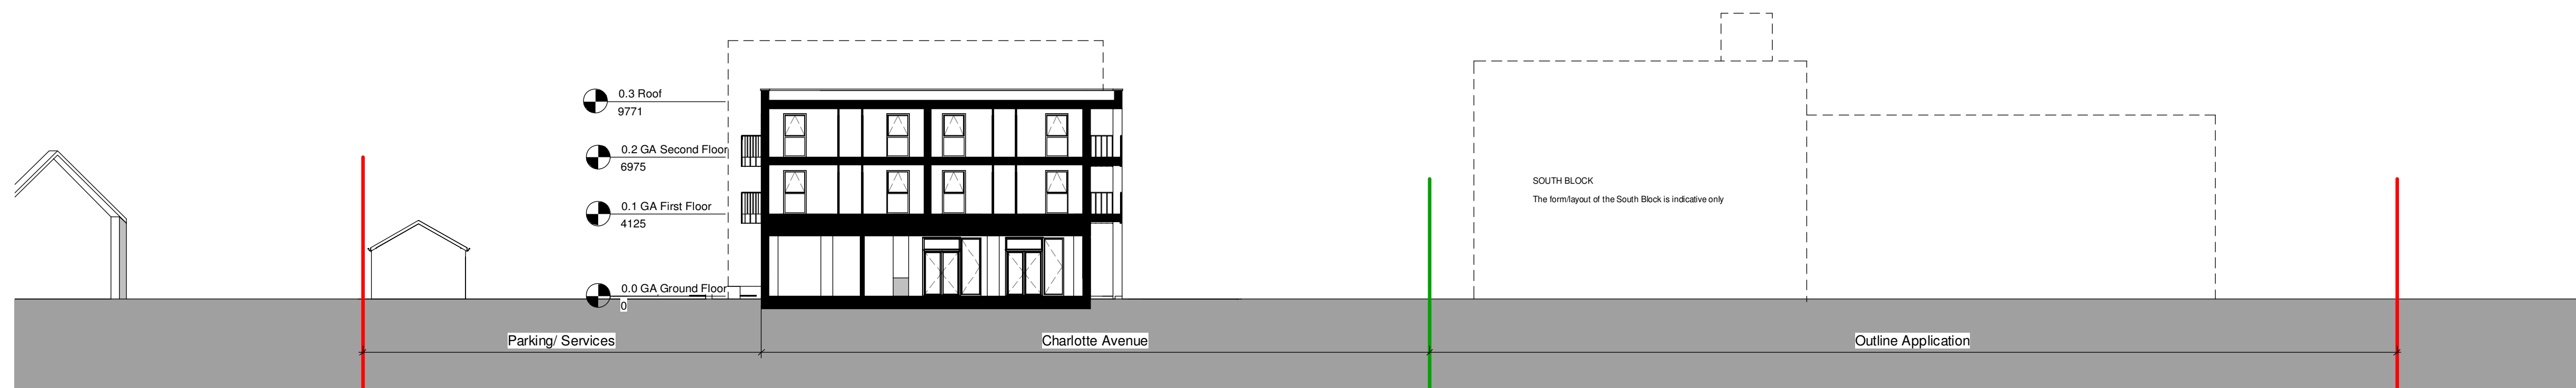 0.3 Roof
9771
0.2 GA Second Floor
6975
0.1 GA First Floor
4125
0.0 GA Ground Floor
0
SOUTH BLOCK
The form/layout of the South Block is indicative only
Parking/ Services
Charlotte Avenue
Outline Application